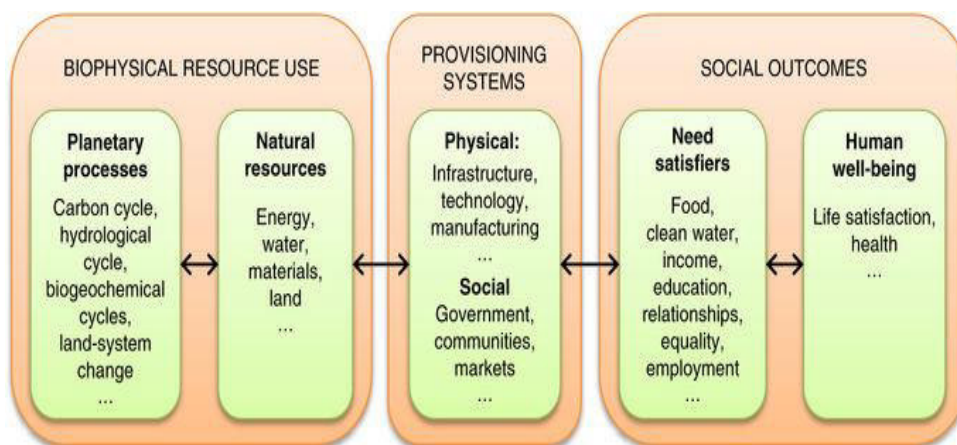 BIOPHYSICAL RESOURCE USE
Planetary
processes
Carbon cycle,
hydrological
cycle,
biogeochemical
cycles,
land-system
change
...
Natural
resources
Energy,
water,
materials,
land
...
PROVISIONING
SYSTEMS
Physical:
Infrastructure,
technology,
manufacturing
...
Social
Government,
communities,
markets
...
SOCIAL OUTCOMES
Need
satisfiers
Food,
clean water,
income,
education,
relationships,
equality,
employment
...
Human
well-being
Life satisfaction,
health
...